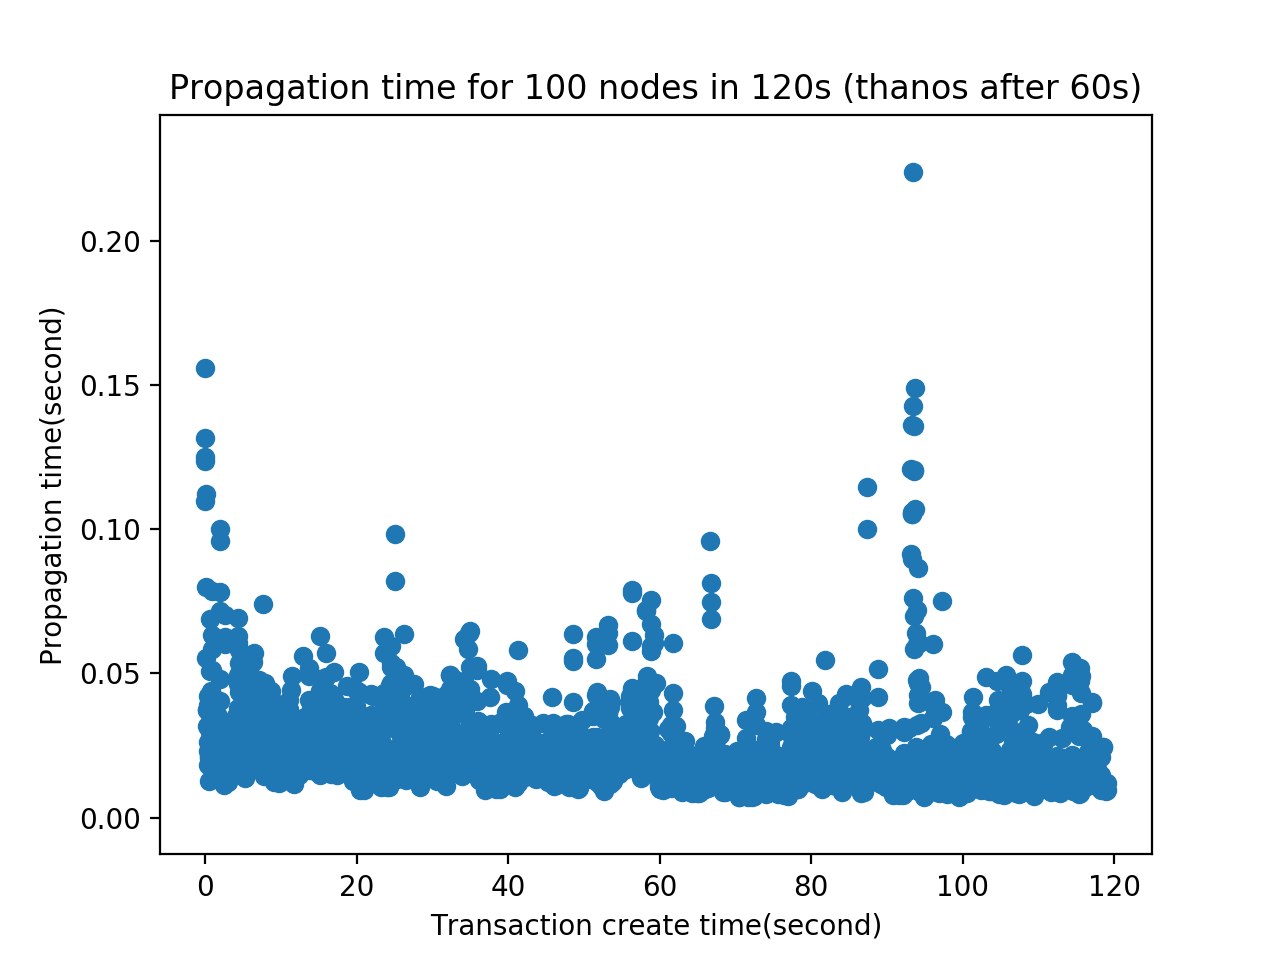 Propagation time for 100 nodes in 120s (thanos after 60s)
0.20
0.15
0.10
0.05
0.00
Propagation time(second)
0 20 40 60 80 100 120
Transaction create time(second)